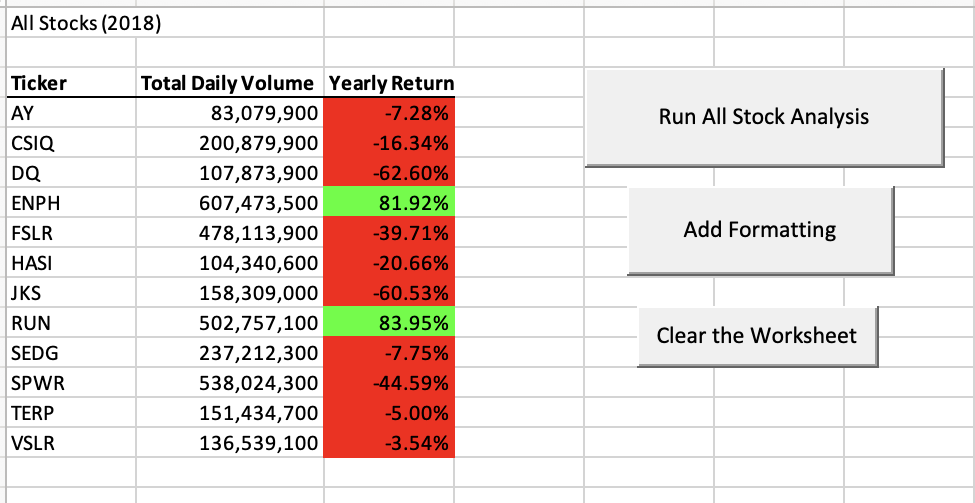 All Stocks (2018)
Ticker Total Daily Volume Yearly Return
AY 83,079,900 -7.28%
CSIQ 200,879,900 -16.34%
DQ 107,873,900 -62.60%
ENPH 607,473,500 81.92%
FSLR 478,113,900 -39.71%
HASI 104,340,600 -20.66%
JKS 158,309,000 -60.53%
RUN 502,757,100 83.95%
SEDG 237,212,300 -7.75%
SPWR 538,024,300 -44.59%
TERP 151,434,700 -5.00%
VSLR 136,539,100 -3.54%
Run All Stock Analysis
Add Formatting
Clear the Worksheet